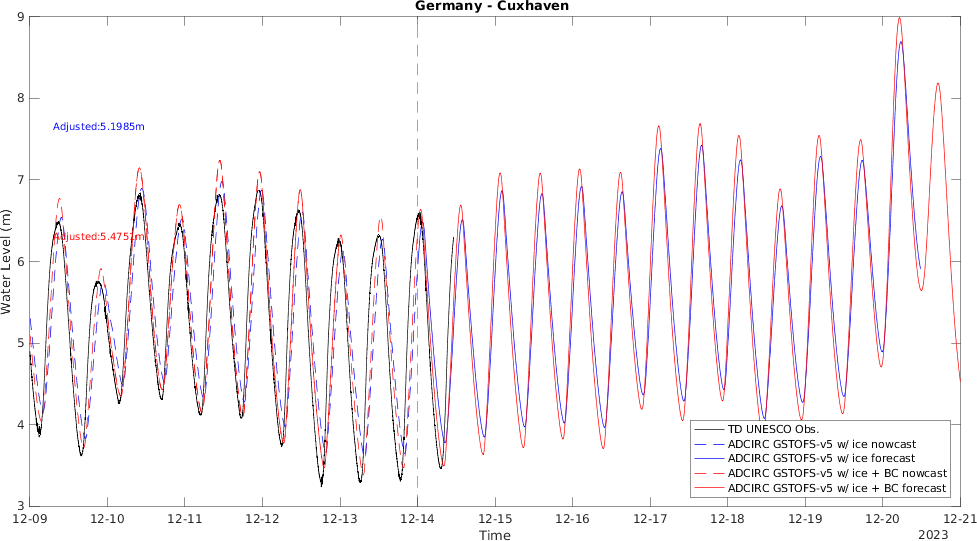 Germany - Cuxhaven
9
8
7
6
5
4
3
Water Level (m)
Adjusted:5.1985m
Adjusted:5.4757m
TD UNESCO Obs.
ADCIRC GSTOFS-v5 w/ ice nowcast
ADCIRC GSTOFS-v5 w/ ice forecast
ADCIRC GSTOFS-v5 w/ ice + BC nowcast
ADCIRC GSTOFS-v5 w/ ice + BC forecast
12-09 12-10 12-11 12-12 12-13 12-14 12-15 12-16 12-17 12-18 12-19 12-20 12-21
Time
2023